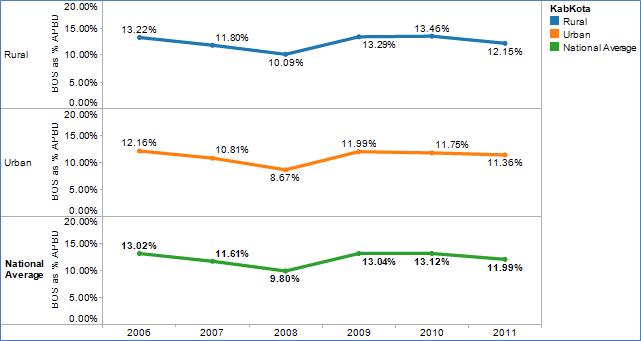 KabKota
Rural
Urban
National Average
Rural
BOS as % APBD
20.00%
15.00%
10.00%
5.00%
0.00%
13.22%
11.80%
10.09%
13.29%
13.46%
12.15%
Urban
BOS as % APBD
20.00%
15.00%
10.00%
5.00%
0.00%
12.16%
10.81%
8.67%
11.99%
11.75%
11.36%
National
Average
BOS as % APBD
20.00%
15.00%
10.00%
5.00%
0.00%
13.02%
11.61%
9.80%
13.04%
13.12%
11.99%
2006 2007 2008 2009 2010 2011